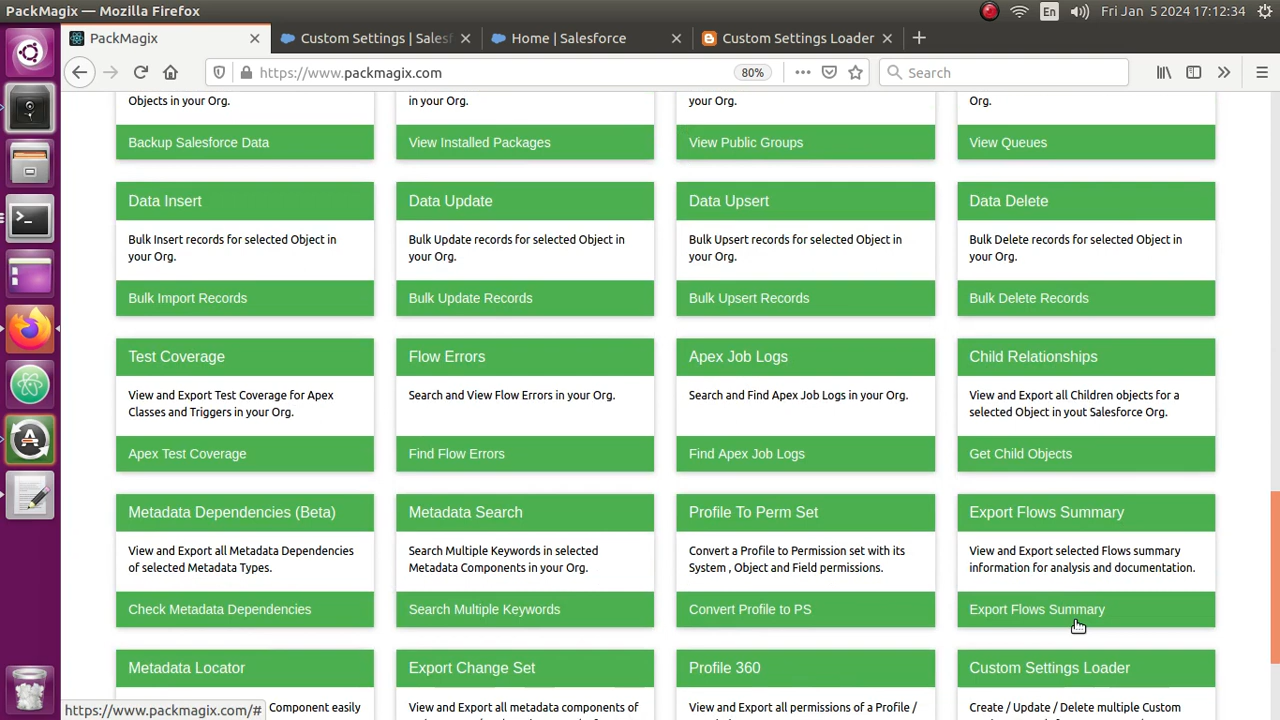 PackMagix — Mozilla Firefox
En
Fri Jan 5 2024 17:12:34
PackMagix
Custom Settings | Salesf
Home | Salesforce
Custom Settings Loader
https://www.packmagix.com
80%
Search
Objects in your Org.
in your Org.
your Org.
Org.
Backup Salesforce Data
View Installed Packages
View Public Groups
View Queues
Data Insert
Data Update
Data Upsert
Data Delete
Bulk Insert records for selected Object in
your Org.
Bulk Update records for selected Object in
your Org.
Bulk Upsert records for selected Object in
your Org.
Bulk Delete records for selected Object in
your Org.
Bulk Import Records
Bulk Update Records
Bulk Upsert Records
Bulk Delete Records
Test Coverage
Flow Errors
Apex Job Logs
Child Relationships
View and Export Test Coverage for Apex
Classes and Triggers in your Org.
Search and View Flow Errors in your Org.
Search and Find Apex Job Logs in your Org.
View and Export all Children objects for a
selected Object in yout Salesforce Org.
Apex Test Coverage
Find Flow Errors
Find Apex Job Logs
Get Child Objects
Metadata Dependencies (Beta)
Metadata Search
Profile To Perm Set
Export Flows Summary
View and Export all Metadata Dependencies
of selected Metadata Types.
Search Multiple Keywords in selected
Metadata Components in your Org.
Convert a Profile to Permission set with its
System , Object and Field permissions.
View and Export selected Flows summary
information for analysis and documentation.
Check Metadata Dependencies
Search Multiple Keywords
Convert Profile to PS
Export Flows Summary
Metadata Locator
Export Change Set
Profile 360
Custom Settings Loader
Component easily
View and Export all metadata components of
View and Export all permissions of a Profile /
Create / Update / Delete multiple Custom
https://www.packmagix.com/#